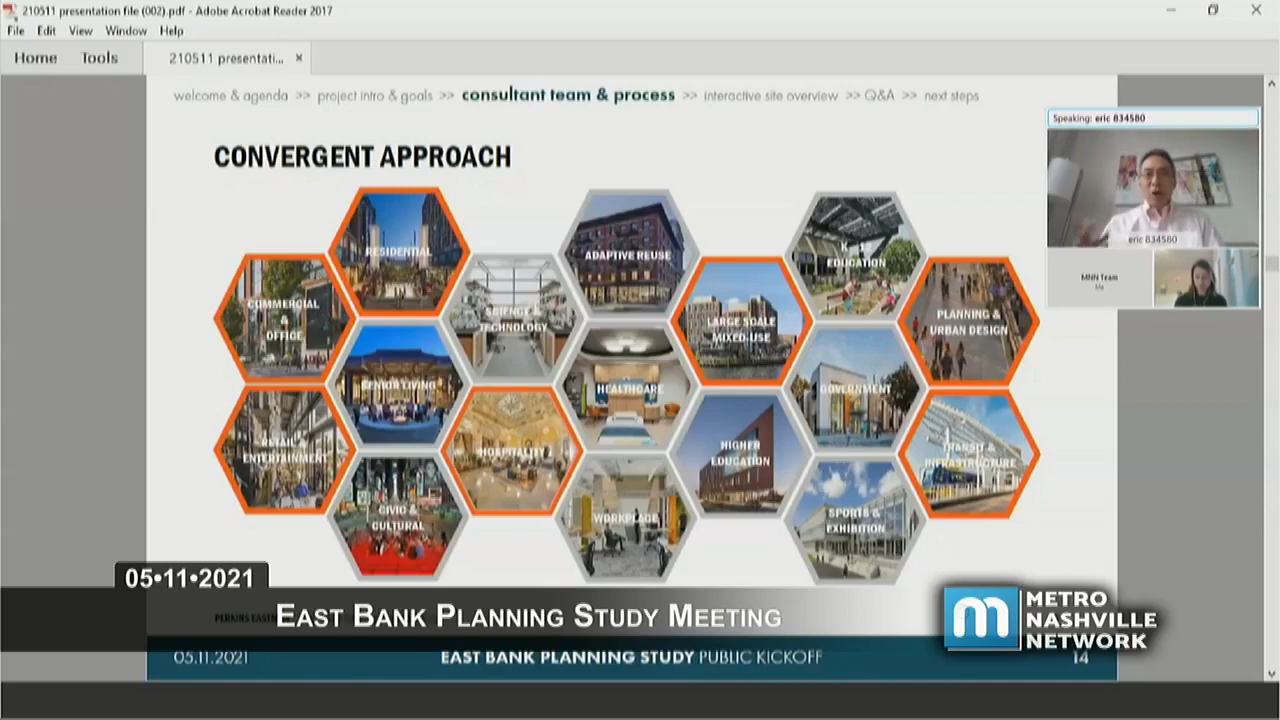 210511 presentation file (002).pdf - Adobe Acrobat Reader 2017
File Edit View Window Help
Home Tools 210511 presentati... ×
welcome & agenda >> project intro & goals >> consultant team & process >> interactive site overview >> Q&A >> next steps
Speaking: eric 834580
eric 834580
MNN Team
CONVERGENT APPROACH
RESIDENTIAL
ADAPTIVE REUSE
EDUCATION
COMMERCIAL
&
OFFICE
SCIENCE &
TECHNOLOGY
LARGE SCALE
MIXED-USE
PLANNING &
URBAN DESIGN
SENIOR LIVING
HEALTHCARE
GOVERNMENT
RETAIL &
ENTERTAINMENT
HOSPITALITY
HIGHER
EDUCATION
TRANSIT &
INFRASTRUCTURE
CIVIC &
CULTURAL
WORKPLACE
SPORTS &
EXHIBITION
05•11•2021
EAST BANK PLANNING STUDY MEETING
METRO
NASHVILLE
NETWORK
m
PERKINS
05.11.2021 EAST BANK PLANNING STUDY PUBLIC KICKOFF 14